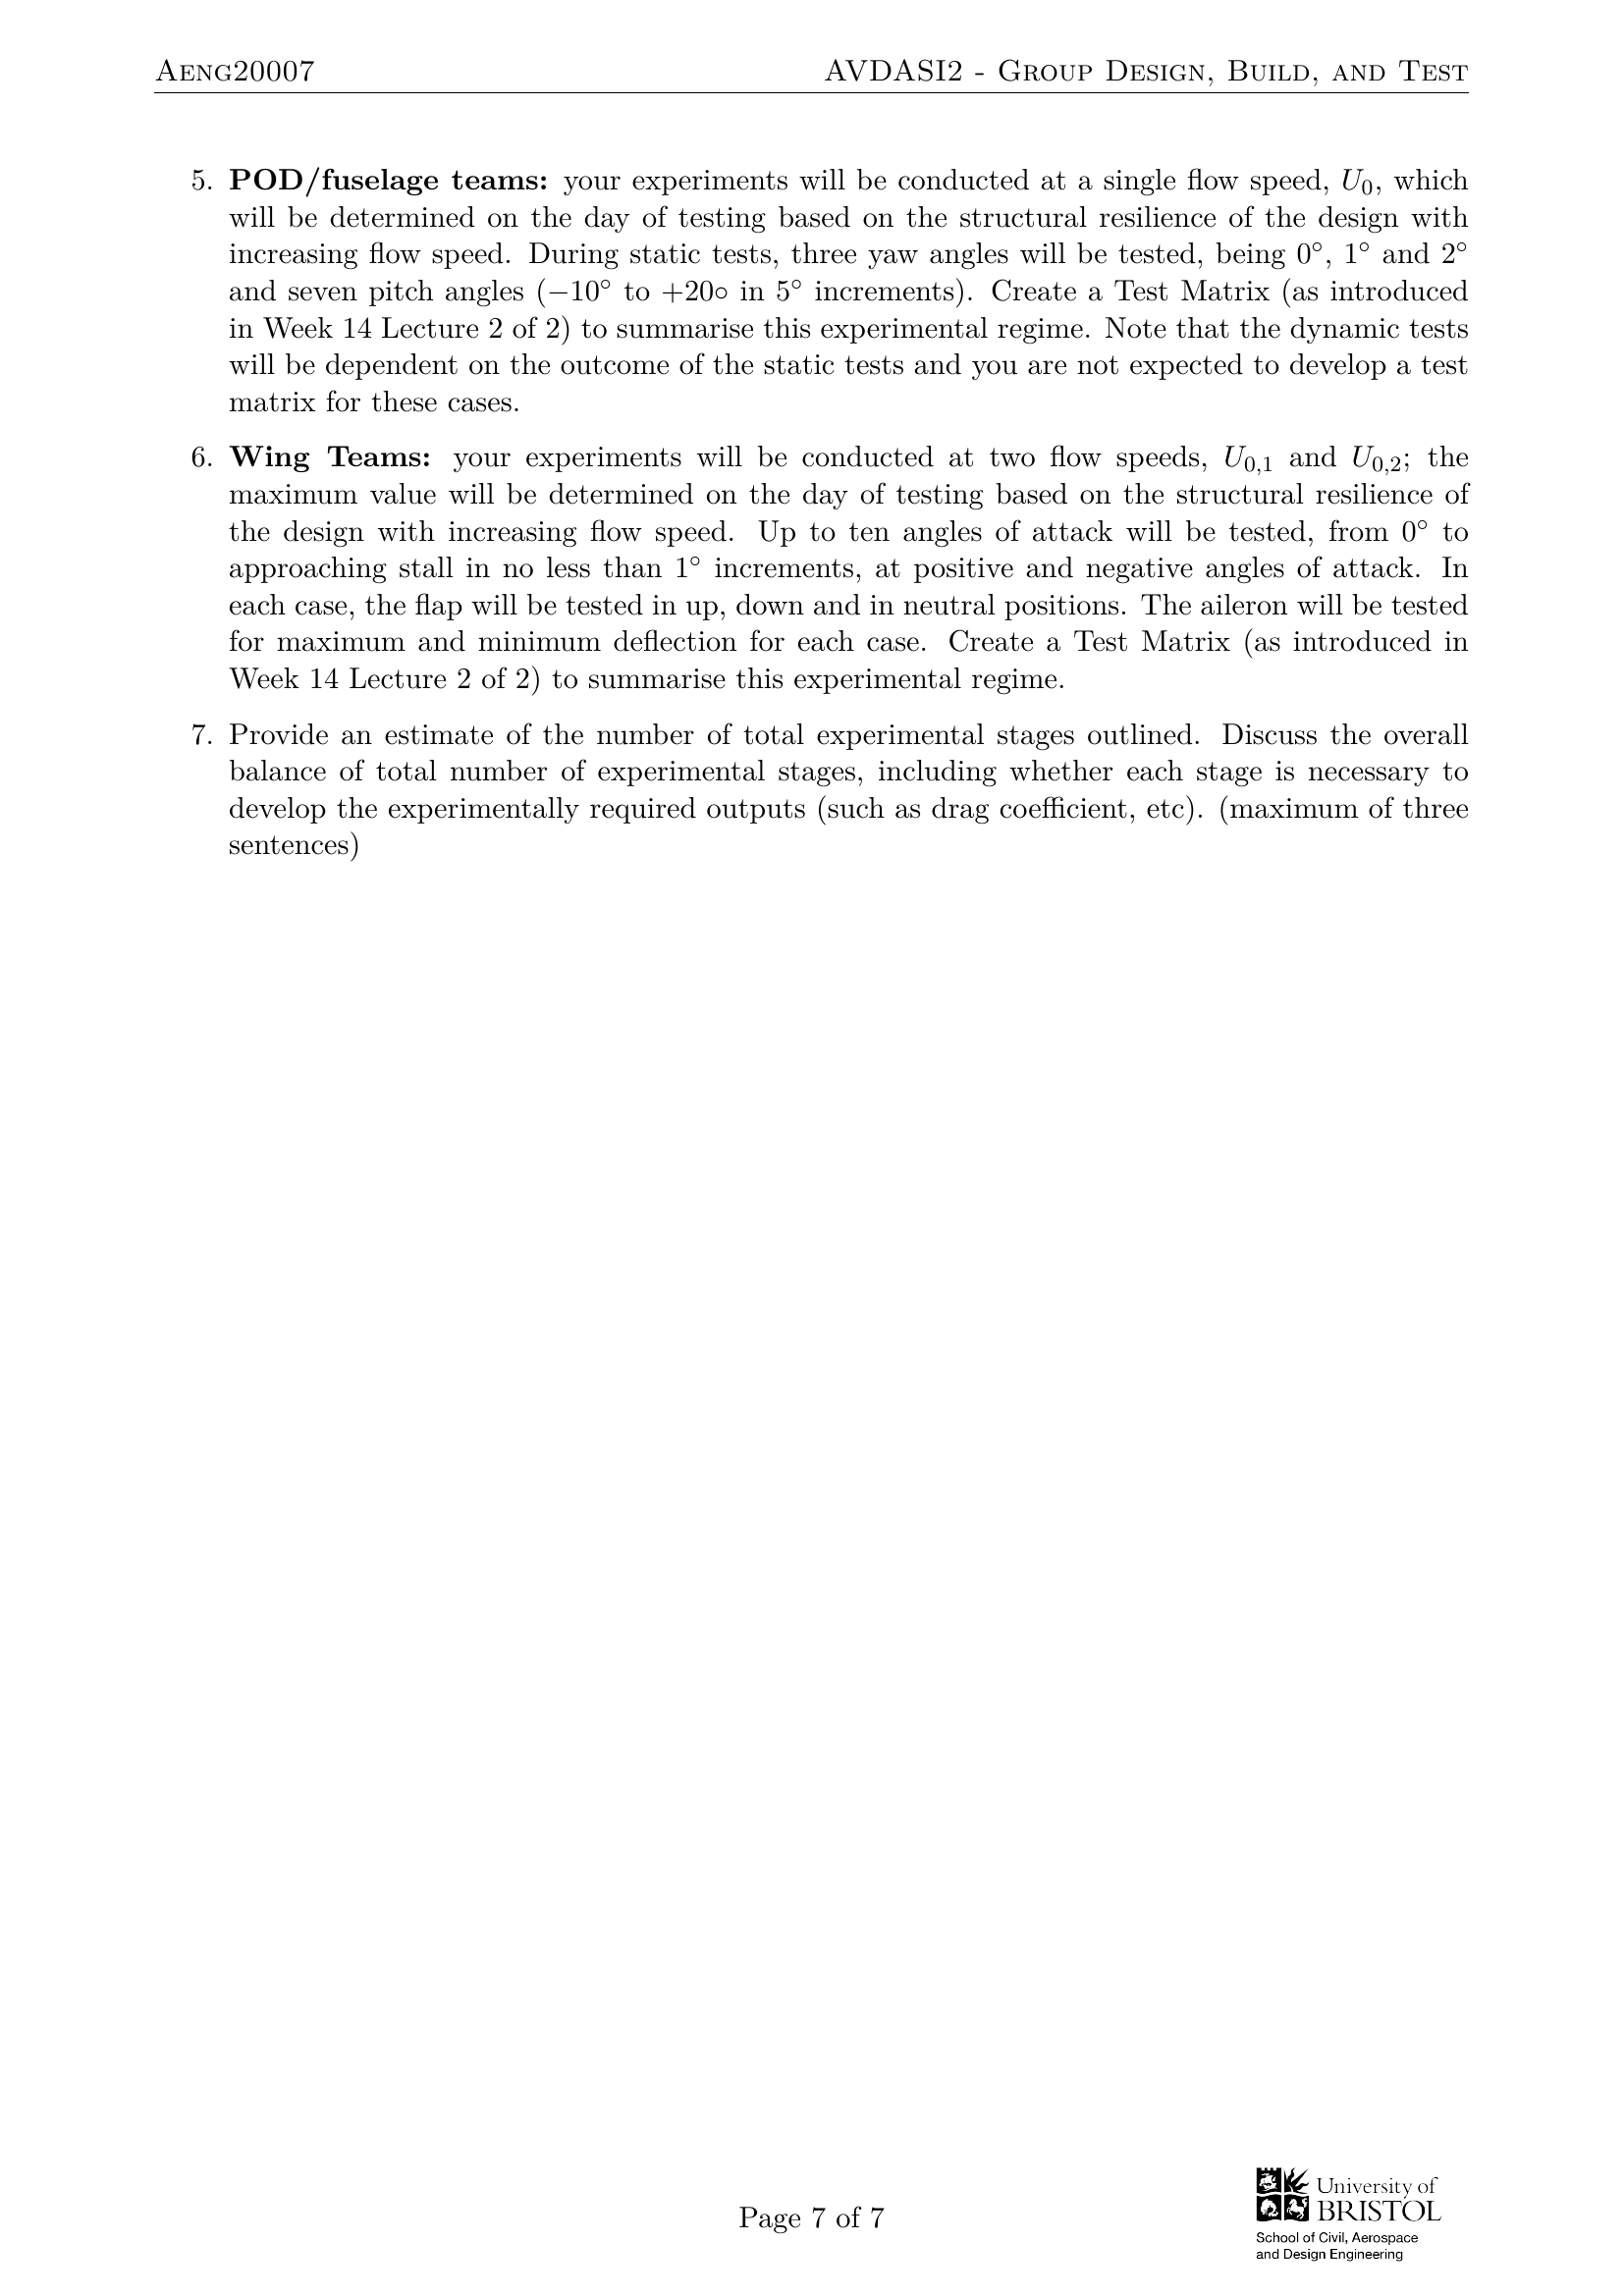 AENG20007 AVDASI2 - GROUP DESIGN, BUILD, AND TEST
5. POD/fuselage teams: your experiments will be conducted at a single flow speed, U₀, which
will be determined on the day of testing based on the structural resilience of the design with
increasing flow speed. During static tests, three yaw angles will be tested, being 0°, 1° and 2°
and seven pitch angles (−10° to +20◦ in 5° increments). Create a Test Matrix (as introduced
in Week 14 Lecture 2 of 2) to summarise this experimental regime. Note that the dynamic tests
will be dependent on the outcome of the static tests and you are not expected to develop a test
matrix for these cases.
6. Wing Teams: your experiments will be conducted at two flow speeds, U₀,₁ and U₀,₂; the
maximum value will be determined on the day of testing based on the structural resilience of
the design with increasing flow speed. Up to ten angles of attack will be tested, from 0° to
approaching stall in no less than 1° increments, at positive and negative angles of attack. In
each case, the flap will be tested in up, down and in neutral positions. The aileron will be tested
for maximum and minimum deflection for each case. Create a Test Matrix (as introduced in
Week 14 Lecture 2 of 2) to summarise this experimental regime.
7. Provide an estimate of the number of total experimental stages outlined. Discuss the overall
balance of total number of experimental stages, including whether each stage is necessary to
develop the experimentally required outputs (such as drag coefficient, etc). (maximum of three
sentences)
Page 7 of 7
University of
BRISTOL
School of Civil, Aerospace
and Design Engineering